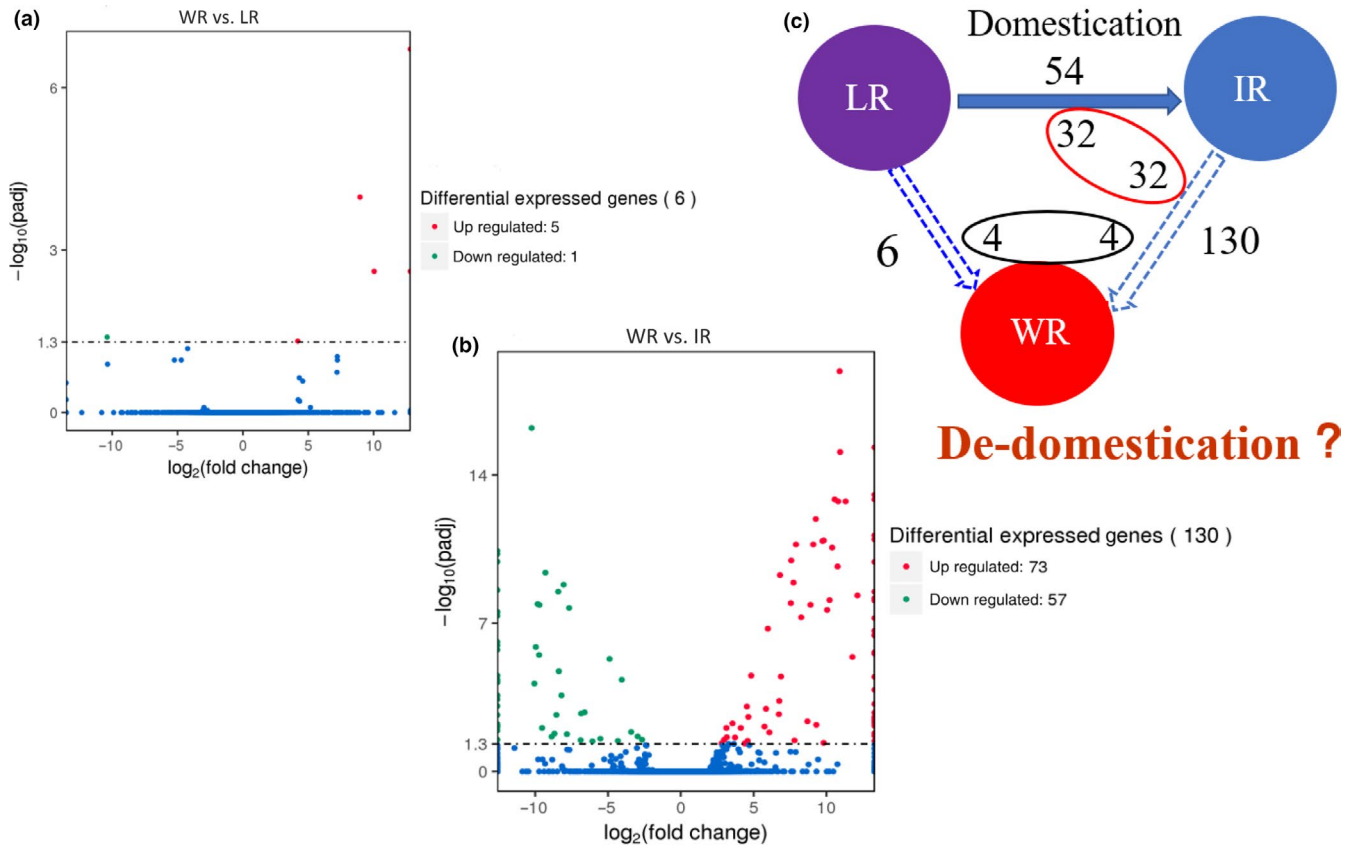 (a)
WR vs. LR
6
3
1.3
0
−log10(padj)
−10
−5
0
5
10
log2(fold change)
Differential expressed genes ( 6 )
Up regulated: 5
Down regulated: 1
(b)
WR vs. IR
14
7
1.3
0
−log10(padj)
−10
−5
0
5
10
log2(fold change)
Differential expressed genes ( 130 )
Up regulated: 73
Down regulated: 57
(c)
Domestication
54
LR
IR
32
32
6
4
4
130
WR
De-domestication ?